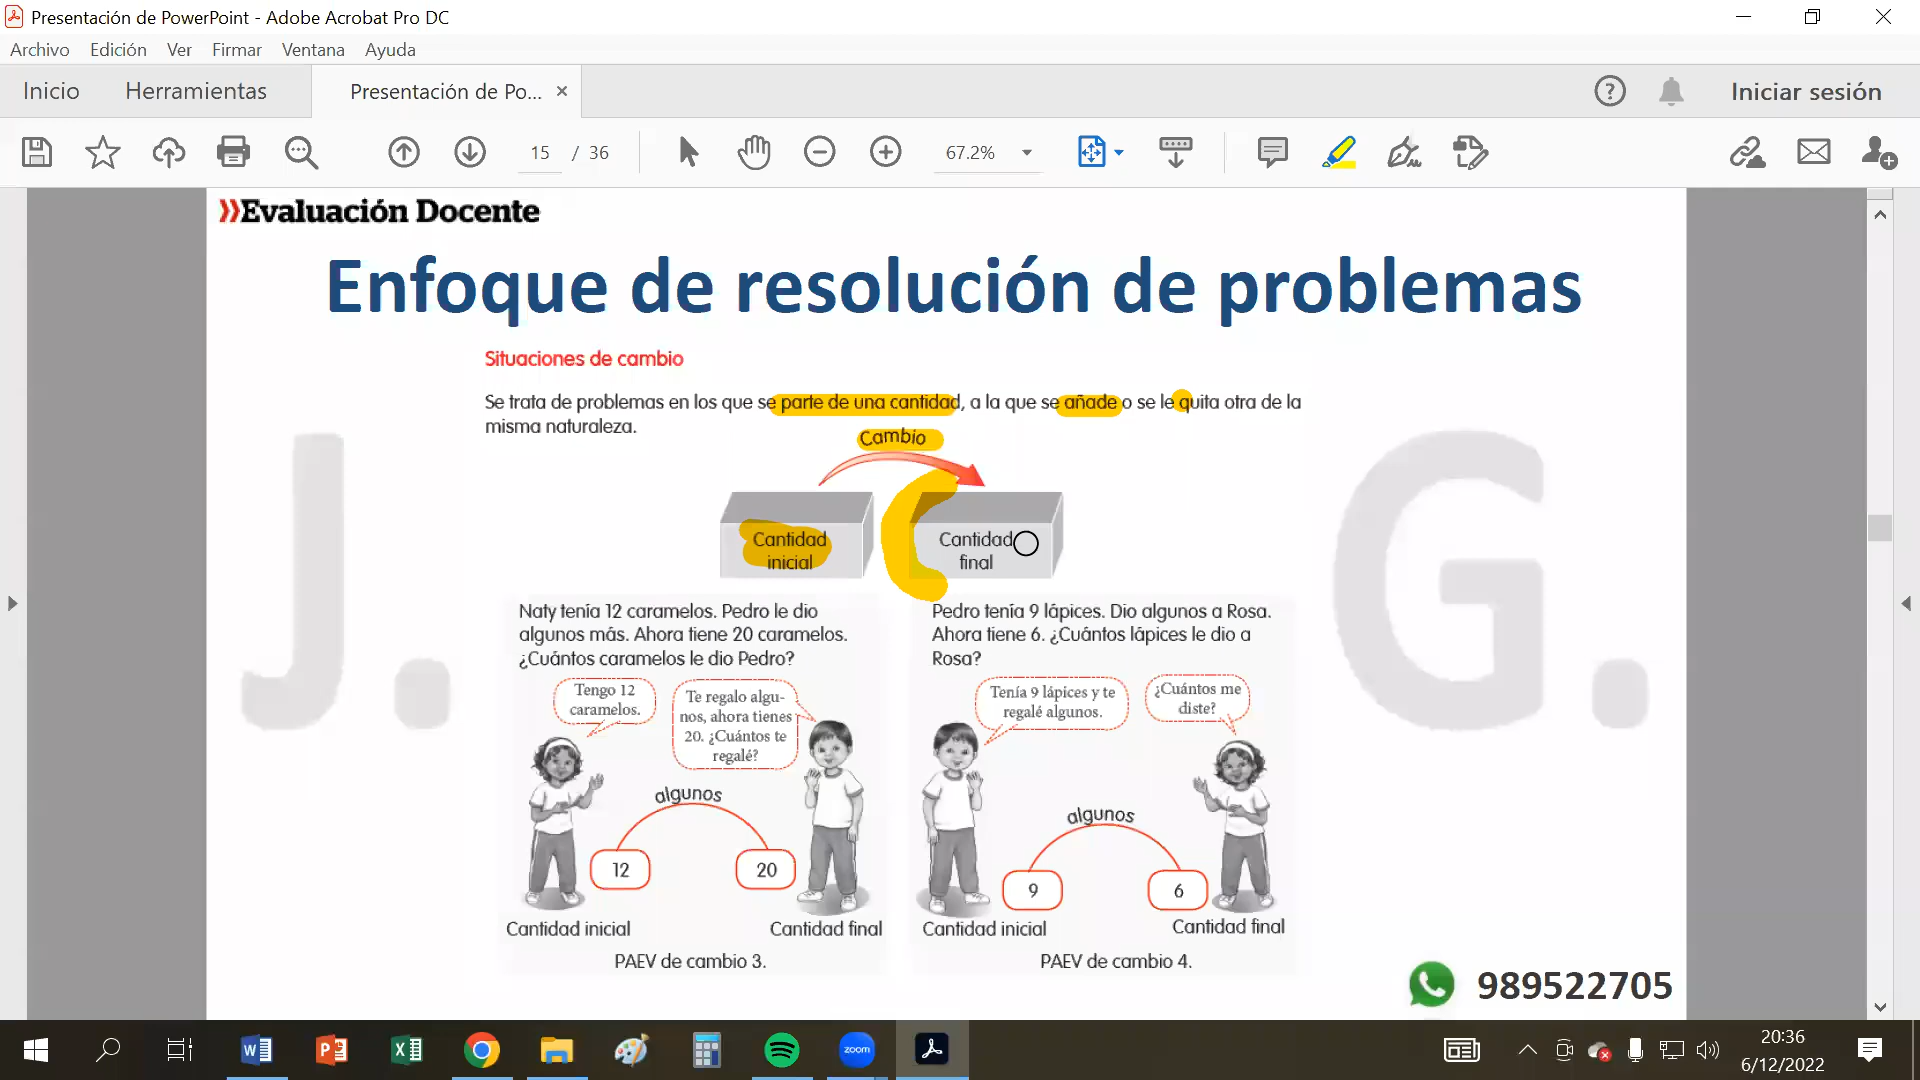 Presentación de PowerPoint - Adobe Acrobat Pro DC
Archivo Edición Ver Firmar Ventana Ayuda
Inicio Herramientas Presentación de Po... Iniciar sesión
15 / 36 67.2%
Evaluación Docente
Enfoque de resolución de problemas
Situaciones de cambio
Se trata de problemas en los que se parte de una cantidad, a la que se añade o se le quita otra de la
misma naturaleza.
Cambio
Cantidad
inicial
Cantidad
final
Naty tenía 12 caramelos. Pedro le dio
algunos más. Ahora tiene 20 caramelos.
¿Cuántos caramelos le dio Pedro?
Tengo 12
caramelos.
Te regalo algu-
nos, ahora tienes
20. ¿Cuántos te
regalé?
algunos
12
20
Cantidad inicial
Cantidad final
PAEV de cambio 3.
Pedro tenía 9 lápices. Dio algunos a Rosa.
Ahora tiene 6. ¿Cuántos lápices le dio a
Rosa?
Tenía 9 lápices y te
regalé algunos.
¿Cuántos me
diste?
algunos
9
6
Cantidad inicial
Cantidad final
PAEV de cambio 4.
J. G.
989522705
zoom
20:36
6/12/2022